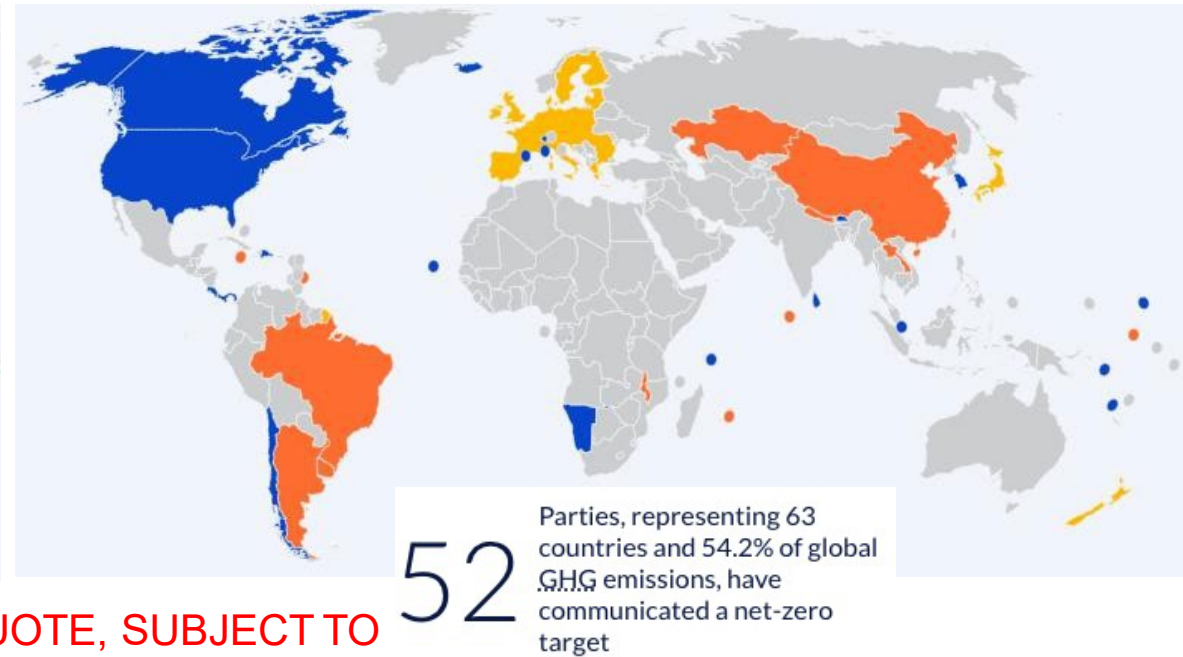 52
Parties, representing 63
countries and 54.2% of global
GHG emissions, have
communicated a net-zero
target
SUBJECT TO